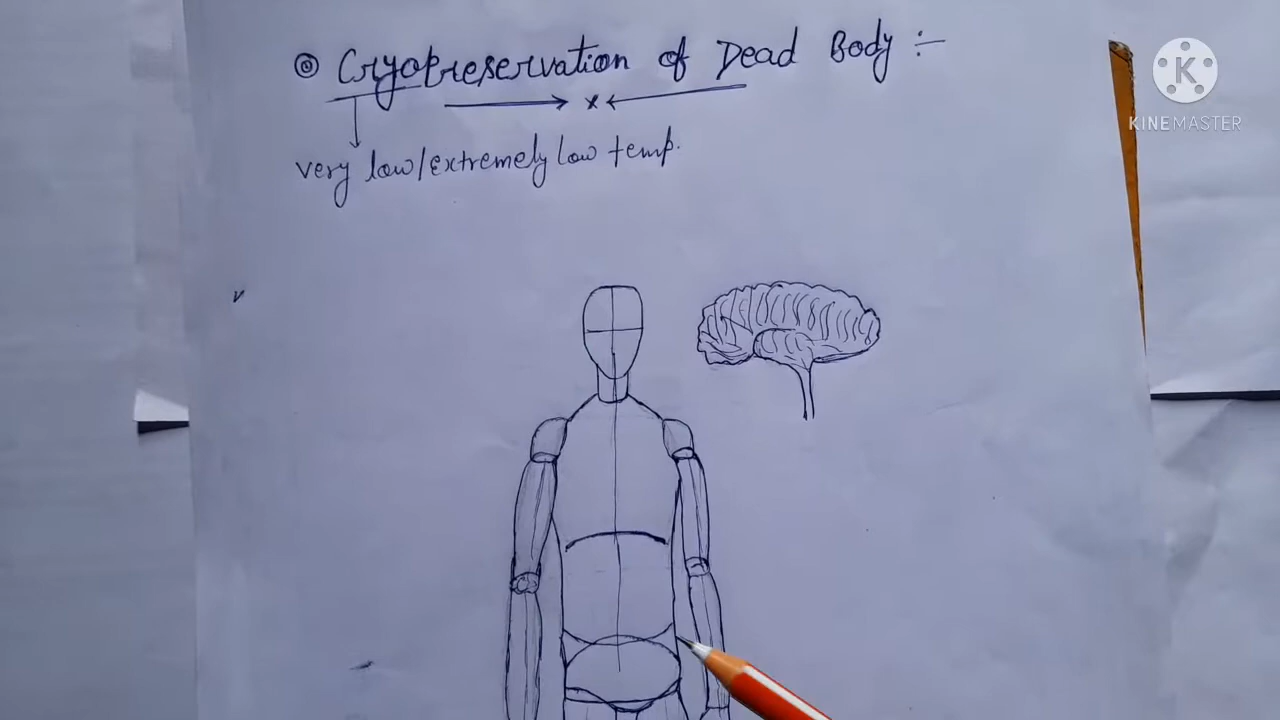 Cryopreservation of Dead Body :-
very low/extremely low temp.
K
KINEMASTER